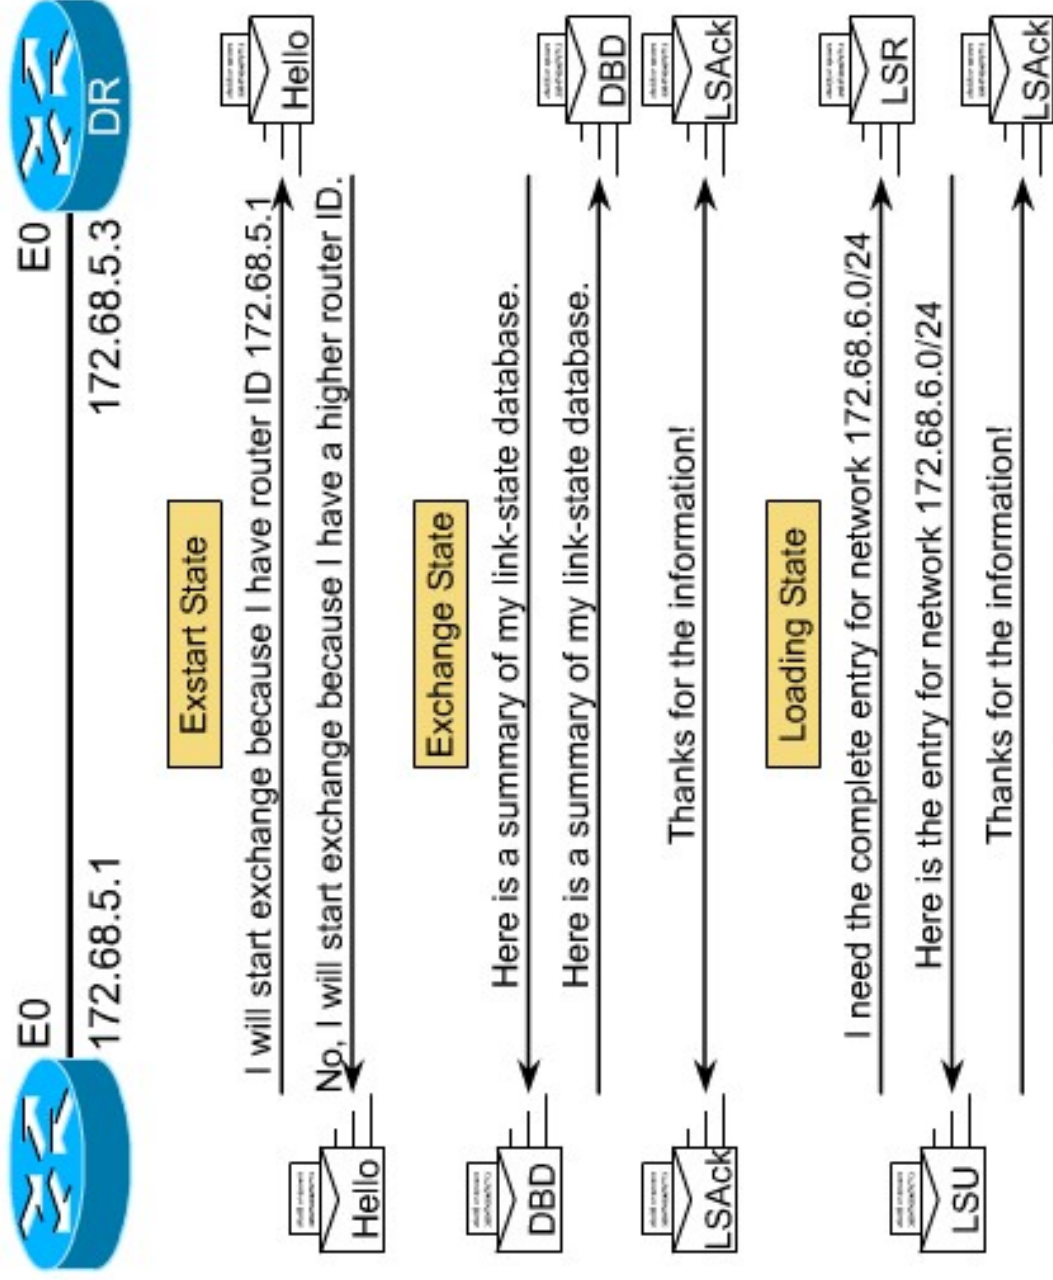 E0
E0
172.68.5.1
172.68.5.3
DR
Exstart State
I will start exchange because I have router ID 172.68.5.1
Hello
No, I will start exchange because I have a higher router ID.
Hello
Exchange State
Here is a summary of my link-state database.
DBD
Here is a summary of my link-state database.
DBD
Thanks for the information!
LSAck
LSAck
Loading State
I need the complete entry for network 172.68.6.0/24
LSR
Here is the entry for network 172.68.6.0/24
LSU
Thanks for the information!
LSAck